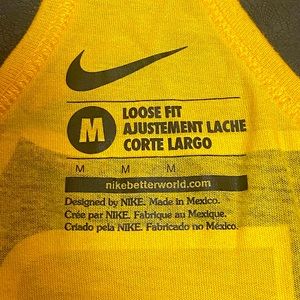 M
LOOSE FIT
AJUSTEMENT LACHE
CORTE LARGO
M M M
nikebetterworld.com
Designed by NIKE. Made in Mexico.
Crée par NIKE. Fabrique au Mexique.
Criado pela NIKE. Fabricado no México.